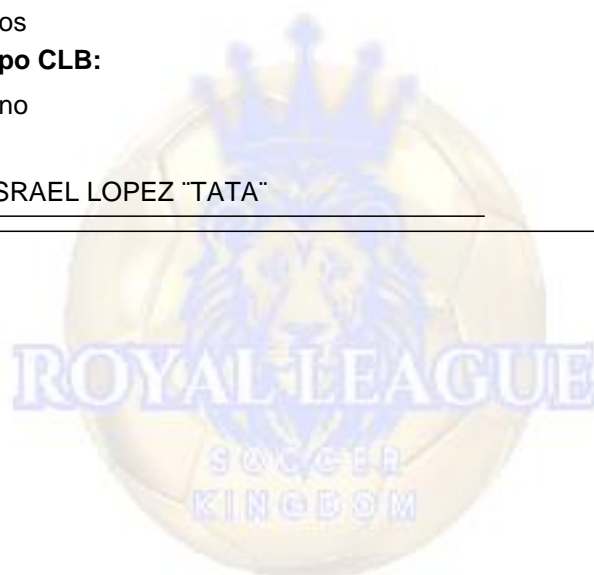 os
po CLB:
no
SRAEL LOPEZ ¨TATA¨
ROYAL LEAGUE
SOCCER
KINGDOM